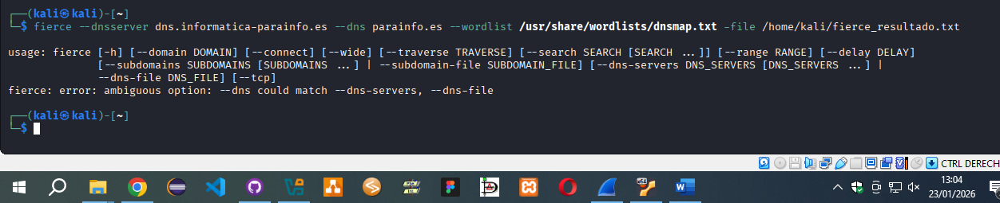 ┌──(kali㉿kali)-[~]
└─$ fierce --dnsserver dns.informatica-parainfo.es --dns parainfo.es --wordlist /usr/share/wordlists/dnsmap.txt -file /home/kali/fierce_resultado.txt
usage: fierce [-h] [--domain DOMAIN] [--connect] [--wide] [--traverse TRAVERSE] [--search SEARCH [SEARCH ...]] [--range RANGE] [--delay DELAY]
[--subdomains SUBDOMAINS [SUBDOMAINS ...] | --subdomain-file SUBDOMAIN_FILE] [--dns-servers DNS_SERVERS [DNS_SERVERS ...] |
--dns-file DNS_FILE] [--tcp]
fierce: error: ambiguous option: --dns could match --dns-servers, --dns-file
┌──(kali㉿kali)-[~]
└─$
CTRL DERECH
13:04
23/01/2026